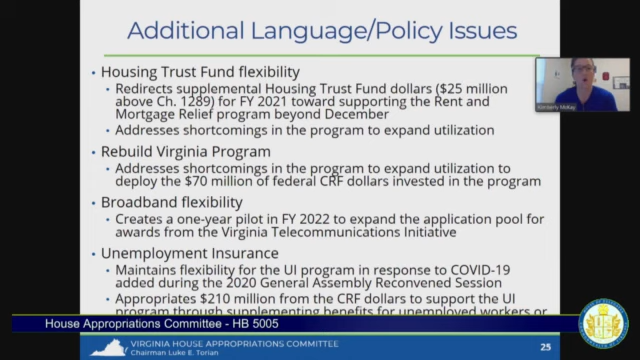 Additional Language/Policy Issues
• Housing Trust Fund flexibility
• Redirects supplemental Housing Trust Fund dollars ($25 million
above Ch. 1289) for FY 2021 toward supporting the Rent and
Mortgage Relief program beyond December
• Addresses shortcomings in the program to expand utilization
• Rebuild Virginia Program
• Addresses shortcomings in the program to expand utilization to
deploy the $70 million of federal CRF dollars invested in the program
• Broadband flexibility
• Creates a one-year pilot in FY 2022 to expand the application pool for
awards from the Virginia Telecommunications Initiative
• Unemployment Insurance
• Maintains flexibility for the UI program in response to COVID-19
added during the 2020 General Assembly Reconvened Session
• Appropriates $210 million from the CRF dollars to support the UI
program through supplementing benefits for unemployed workers or
Kimberly McKay
House Appropriations Committee - HB 5005
VIRGINIA HOUSE APPROPRIATIONS COMMITTEE
Chairman Luke E. Torian
25